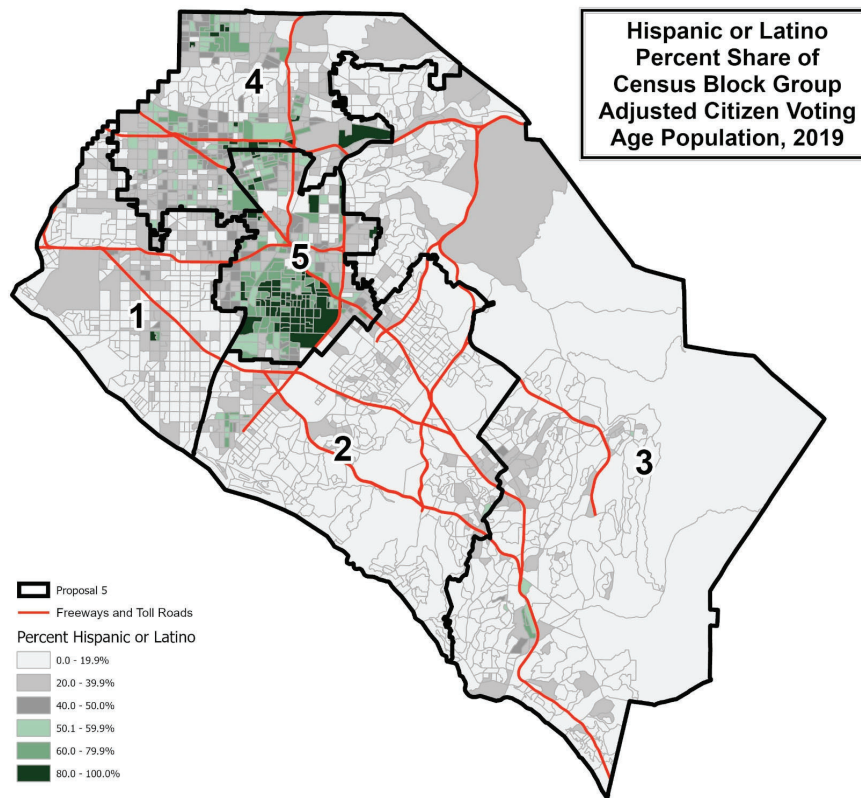 Hispanic or Latino
Percent Share of
Census Block Group
Adjusted Citizen Voting
Age Population, 2019
4
5
1
2
3
Proposal 5
Freeways and Toll Roads
Percent Hispanic or Latino
0.0 - 19.9%
20.0 - 39.9%
40.0 - 50.0%
50.1 - 59.9%
60.0 - 79.9%
80.0 - 100.0%